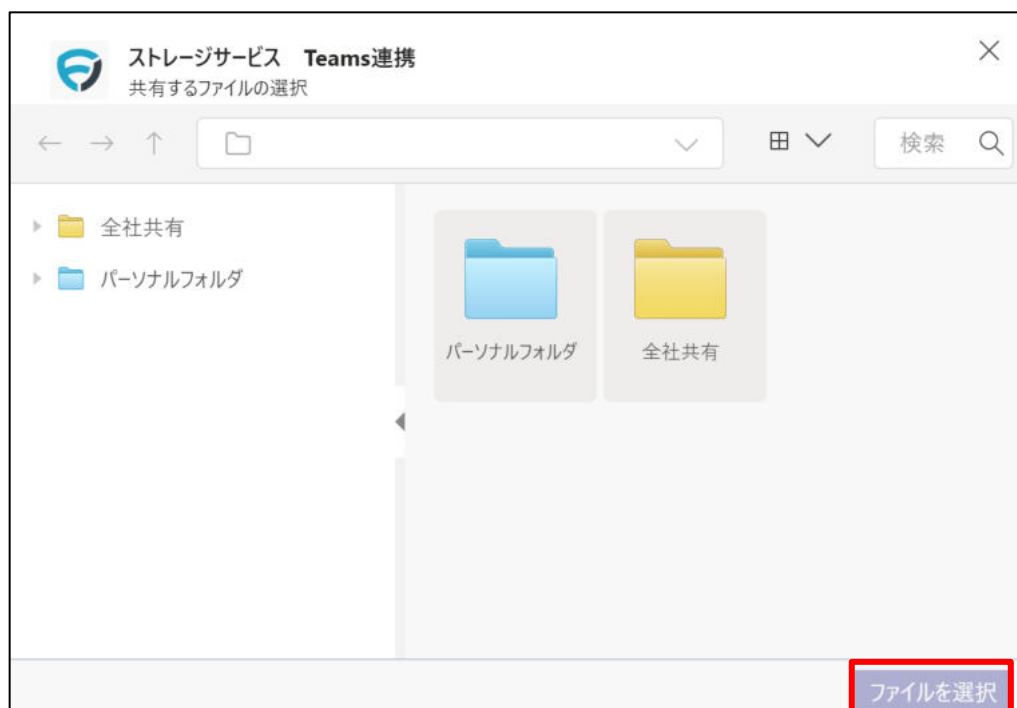 ストレージサービス　Teams連携
共有するファイルの選択
検索
全社共有
パーソナルフォルダ
パーソナルフォルダ
全社共有
ファイルを選択